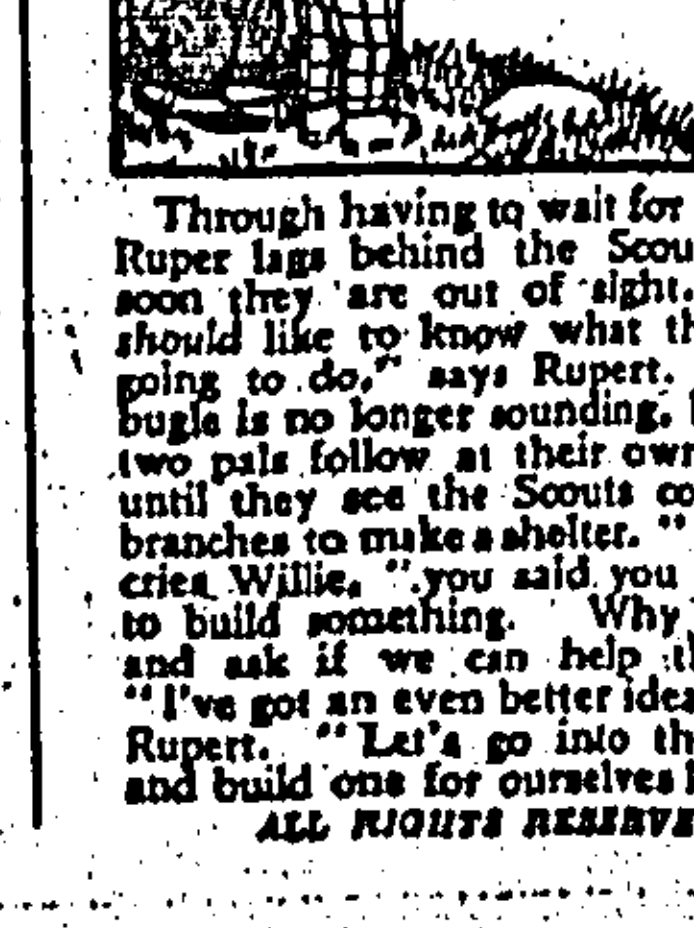 Through having to wait for
Ruper lags behind the Scou
soon they are out of sight.
should like to know what th
going to do," says Rupert.
bugle is no longer sounding,
two pals follow at their own
until they see the Scouts co
branches to make a shelter. "
cries Willie, "you said you
to build something. Why
and ask if we can help th
"I've got an even better idea
Rupert. "Let's go into th
and build one for ourselves
ALL RIGHTS RESERVE